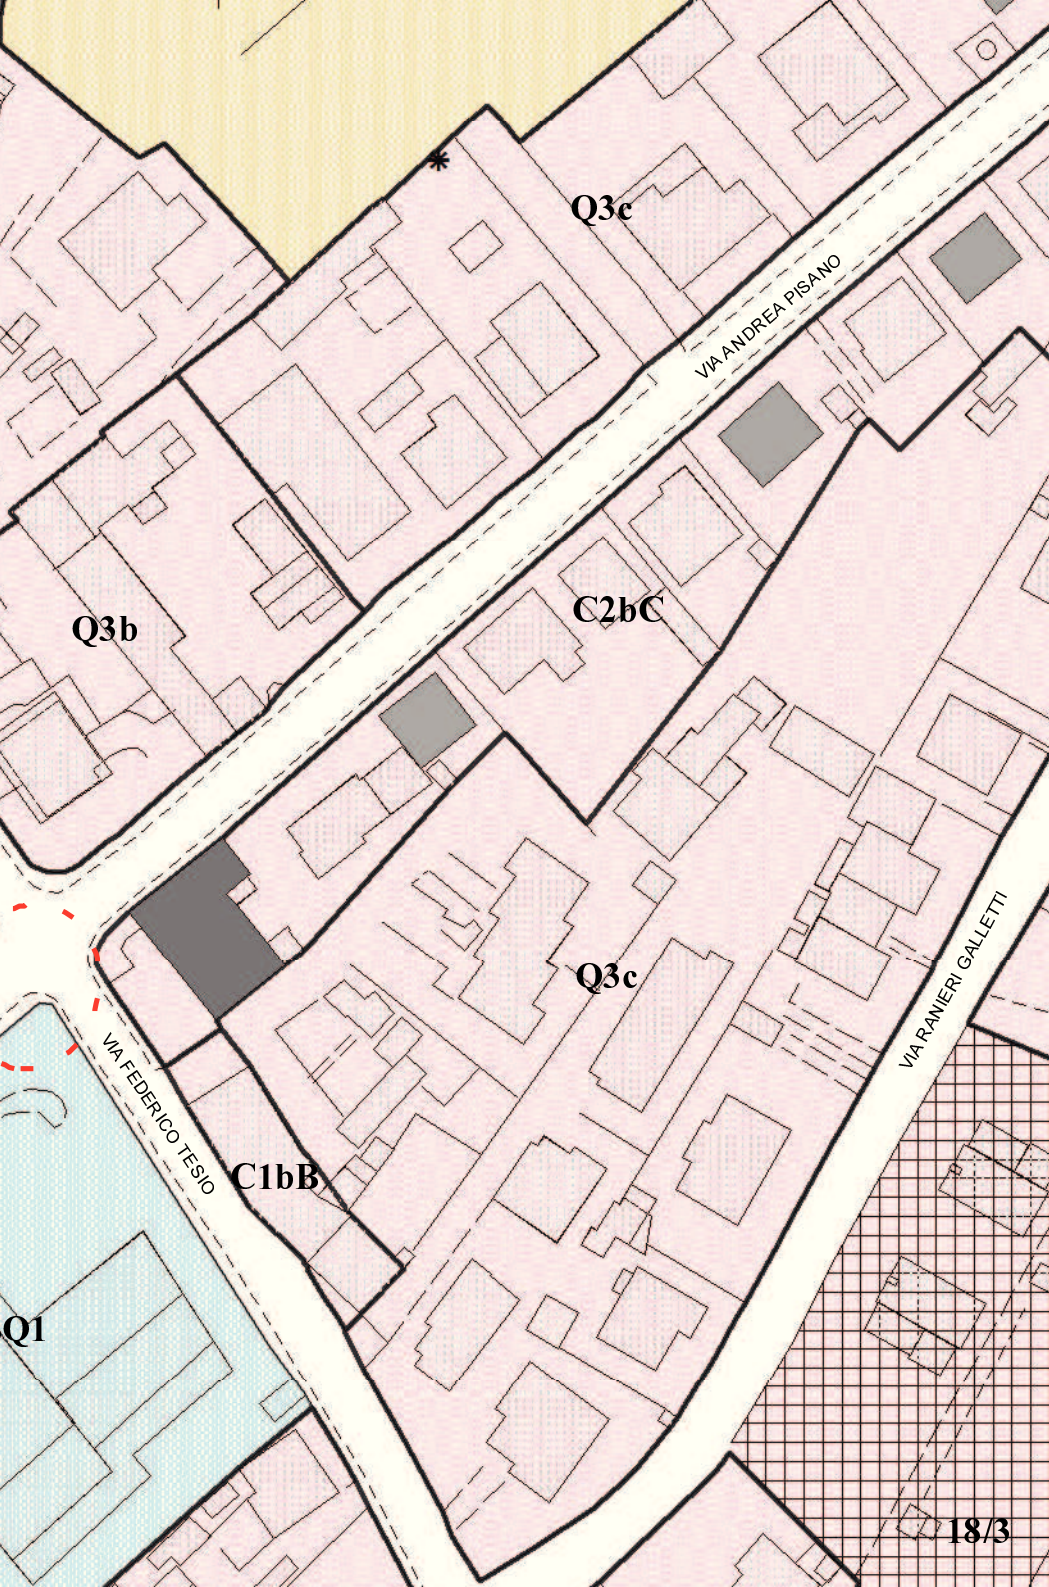 Q3c
VIA ANDREA PISANO
C2bC
Q3b
Q3c
VIA RANIERI GALLETTI
VIA FEDERICO TESIO
C1bB
Q1
18/3